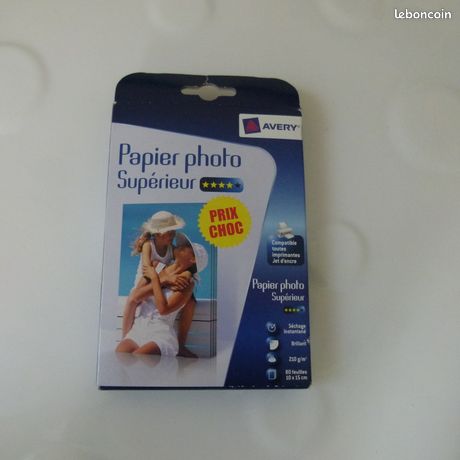 leboncoin
AVERY
Papier photo
Supérieur
PRIX
CHOC
Compatible
toutes
imprimantes
Jet d'encre
Papier photo
Supérieur
Séchage
instantané
Brillant
210 g/m²
60 feuilles
10 x 15 cm